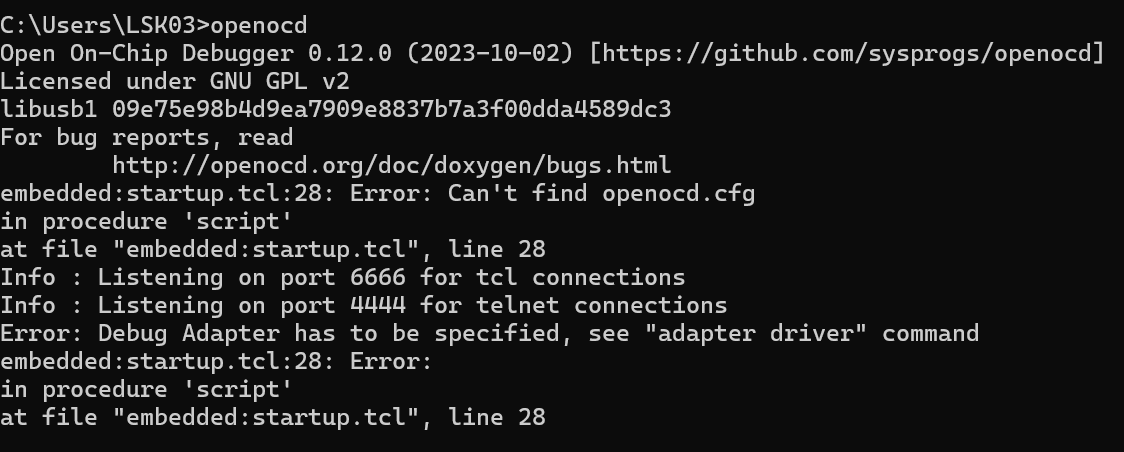 C:\Users\LSK03>openocd
Open On-Chip Debugger 0.12.0 (2023-10-02) [https://github.com/sysprogs/openocd]
Licensed under GNU GPL v2
libusb1 09e75e98b4d9ea7909e8837b7a3f00dda4589dc3
For bug reports, read
        http://openocd.org/doc/doxygen/bugs.html
embedded:startup.tcl:28: Error: Can't find openocd.cfg
in procedure 'script'
at file "embedded:startup.tcl", line 28
Info : Listening on port 6666 for tcl connections
Info : Listening on port 4444 for telnet connections
Error: Debug Adapter has to be specified, see "adapter driver" command
embedded:startup.tcl:28: Error:
in procedure 'script'
at file "embedded:startup.tcl", line 28